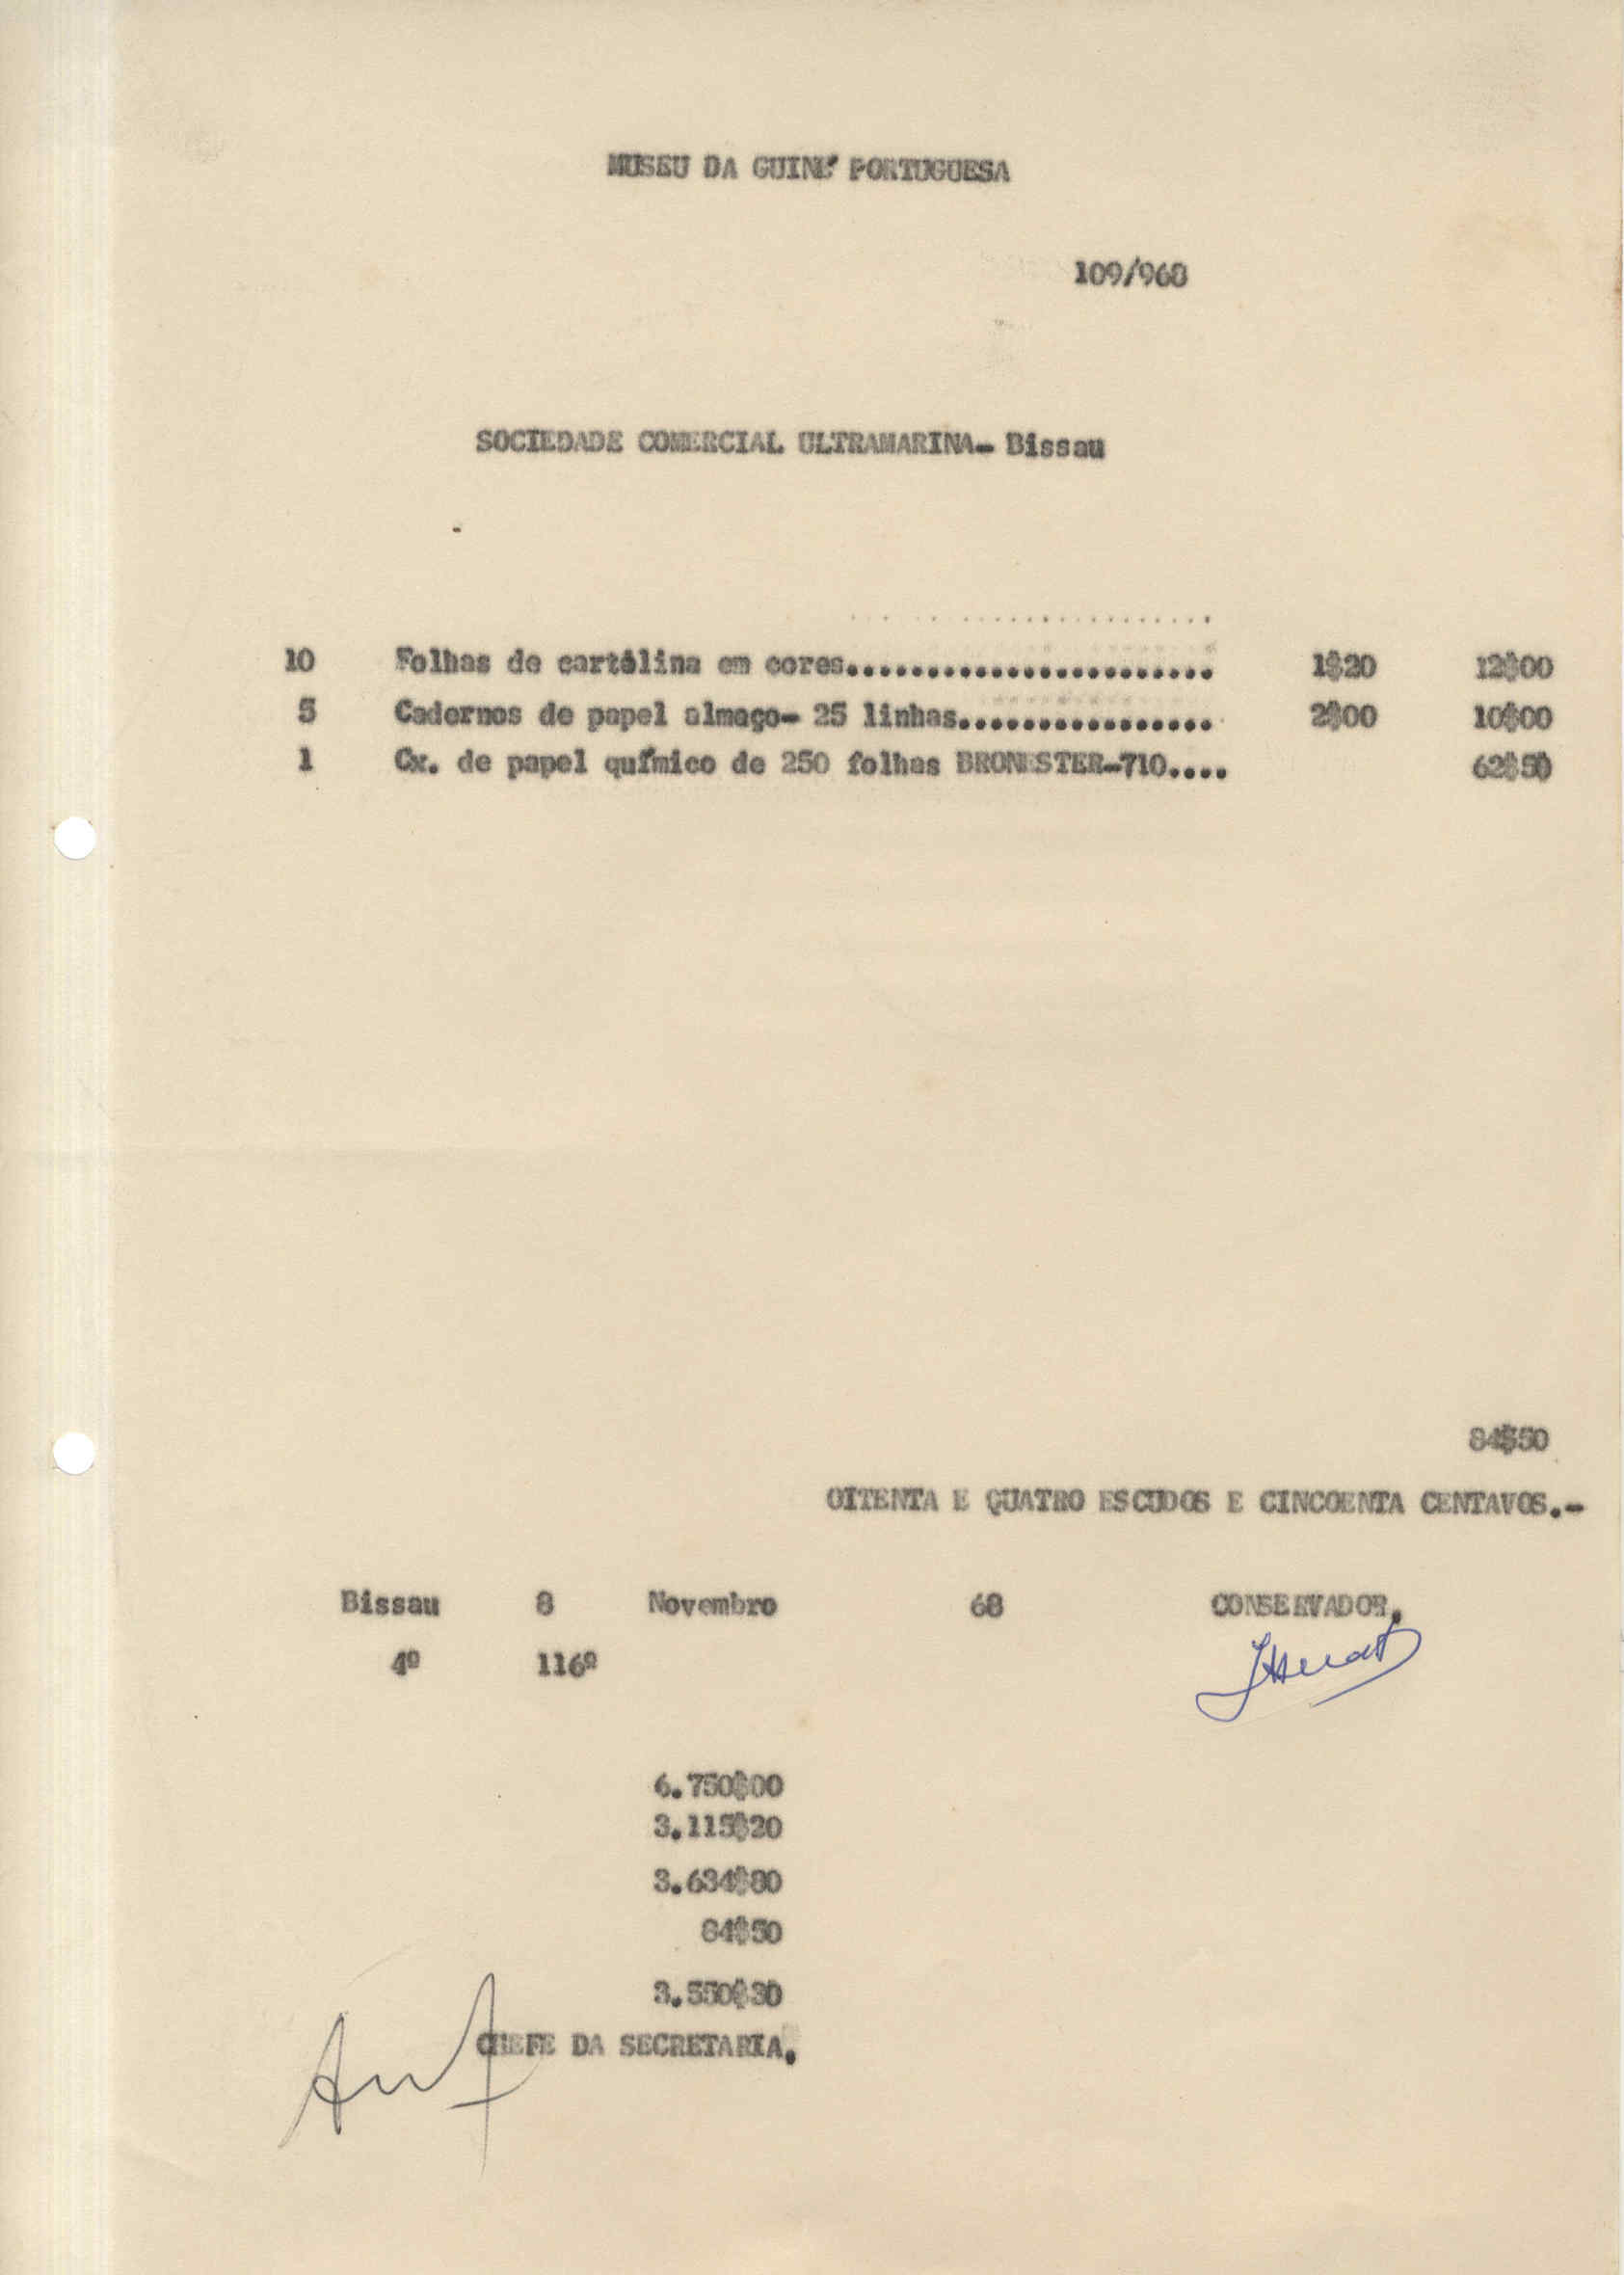 MUSEU DA GUINE' PORTUGUESA
109/968
SOCIEDADE COMERCIAL ULTRAMARINA- Bissau
10 Folhas de cartolina em cores....................... 1$20 12$00
5 Cadernos de papel almaço- 25 linhas................ 2$00 10$00
1 Cx. de papel químico de 250 folhas BRONESTER-710.... 62$50
84$50
OITENTA E QUATRO ESCUDOS E CINCOENTA CENTAVOS.-
Bissau 8 Novembro 68 CONSERVADOR.
4º 116º
6.750$00
3.115$20
3.634$80
84$50
3.550$30
CHEFE DA SECRETARIA.